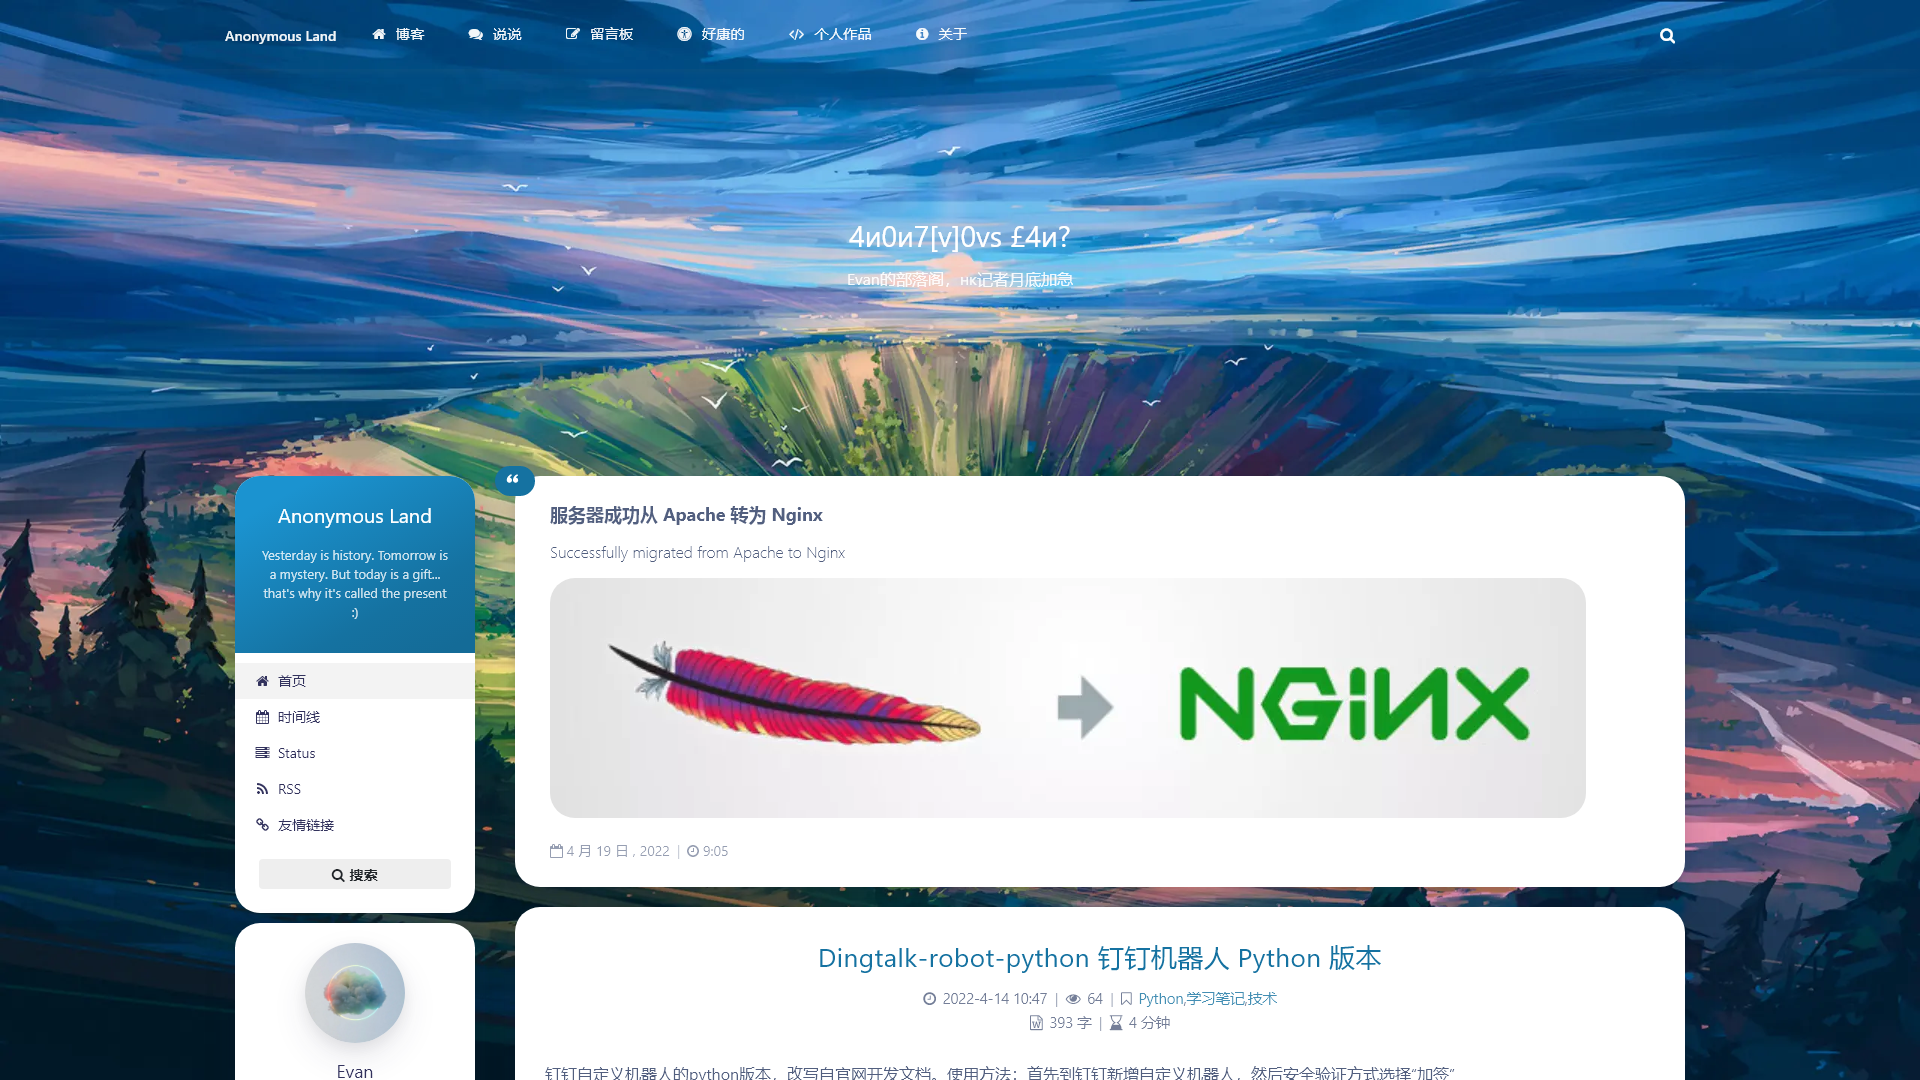 Anonymous Land 博客 说说 留言板 好康的 个人作品 关于
4и0и7[v]0vs £4и?
Evan的部落阁，нк记者月底加急
Anonymous Land
Yesterday is history. Tomorrow is
a mystery. But today is a gift...
that's why it's called the present
:)
首页
时间线
Status
RSS
友情链接
搜索
Evan
服务器成功从 Apache 转为 Nginx
Successfully migrated from Apache to Nginx
NGiNX
4 月 19 日 , 2022 | 9:05
Dingtalk-robot-python 钉钉机器人 Python 版本
2022-4-14 10:47 | 64 | Python,学习笔记,技术
393 字 | 4 分钟
钉钉自定义机器人的python版本，改写自官网开发文档。使用方法：首先到钉钉新增自定义机器人，然后安全验证方式选择“加签”